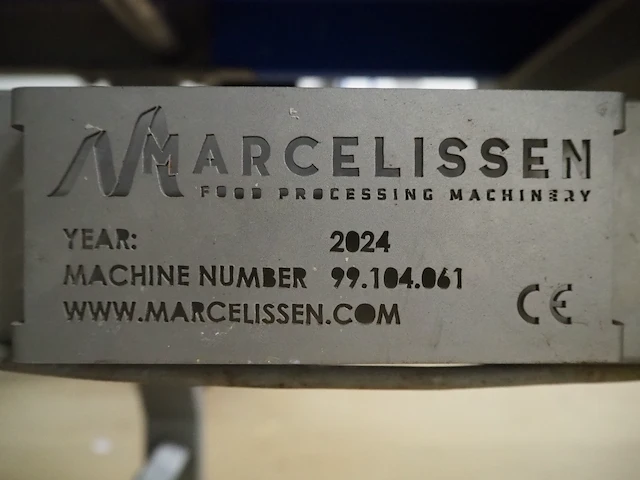 MARCELISSEN
FOOD PROCESSING MACHINERY
YEAR: 2024
MACHINE NUMBER 99.104.061
WWW.MARCELISSEN.COM
CE